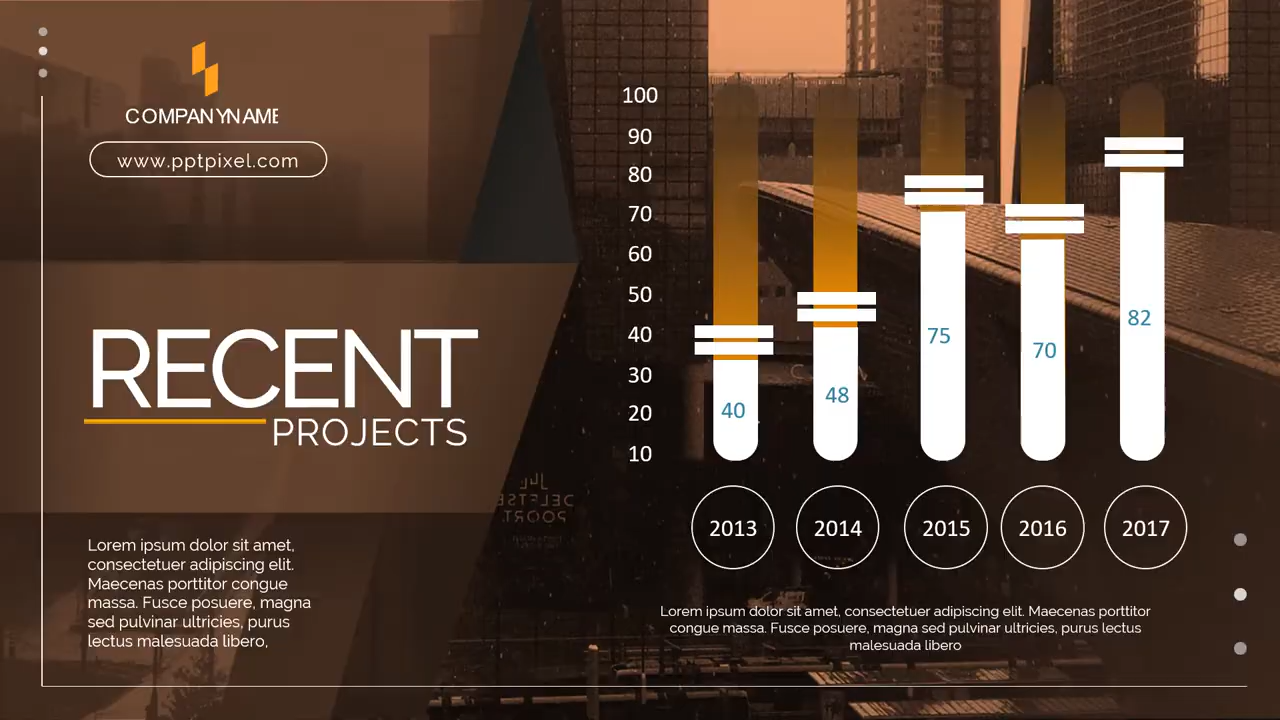 COMPANYNAME
www.pptpixel.com
RECENT
PROJECTS
Lorem ipsum dolor sit amet,
consectetuer adipiscing elit.
Maecenas porttitor congue
massa. Fusce posuere, magna
sed pulvinar ultricies, purus
lectus malesuada libero,
100
90
80
70
60
50
40
30
20
10
40
48
75
70
82
2013
2014
2015
2016
2017
Lorem ipsum dolor sit amet, consectetuer adipiscing elit. Maecenas porttitor
congue massa. Fusce posuere, magna sed pulvinar ultricies, purus lectus
malesuada libero